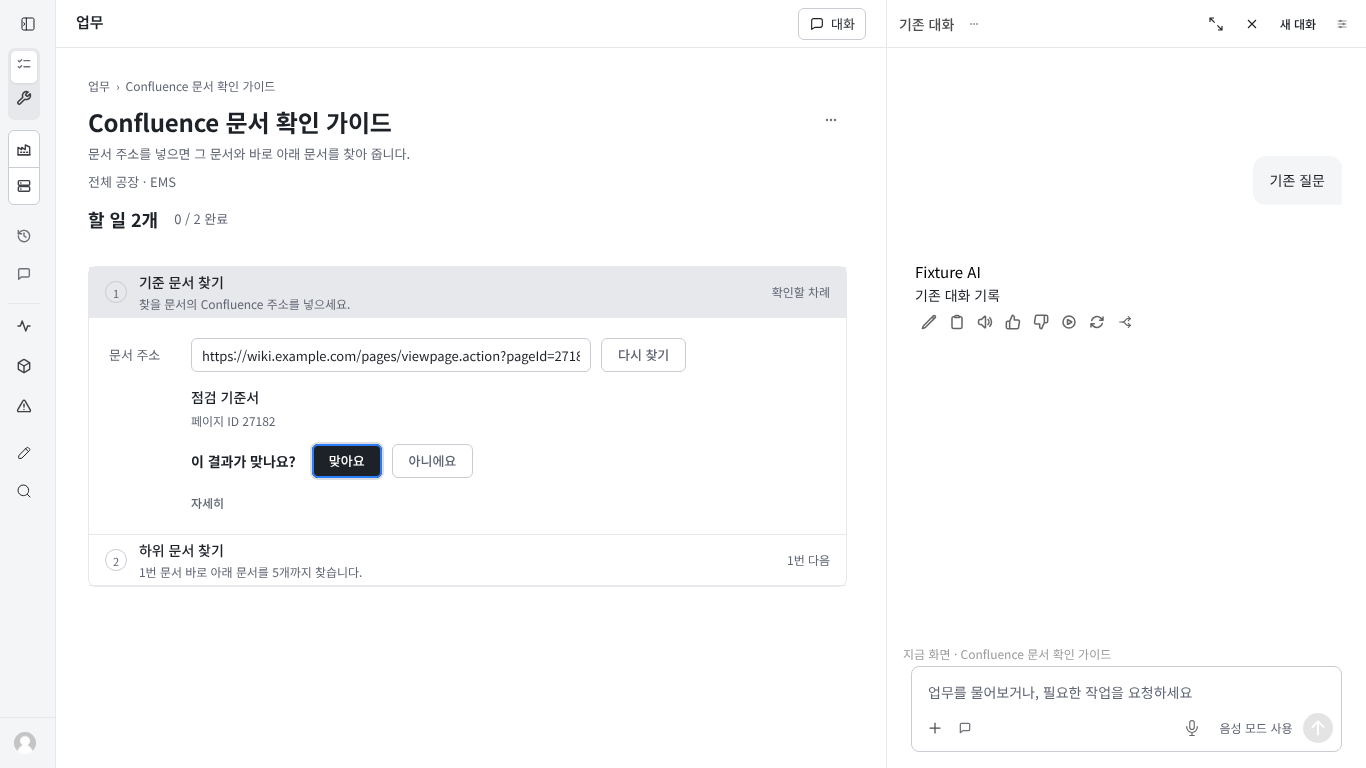 업무
대화
기존 대화
새 대화
업무 › Confluence 문서 확인 가이드
Confluence 문서 확인 가이드
문서 주소를 넣으면 그 문서와 바로 아래 문서를 찾아 줍니다.
전체 공장 · EMS
할 일 2개 0 / 2 완료
1 기준 문서 찾기
찾을 문서의 Confluence 주소를 넣으세요.
확인할 차례
문서 주소 https://wiki.example.com/pages/viewpage.action?pageId=2718 다시 찾기
점검 기준서
페이지 ID 27182
이 결과가 맞나요? 맞아요 아니에요
자세히
2 하위 문서 찾기
1번 문서 바로 아래 문서를 5개까지 찾습니다.
1번 다음
기존 질문
Fixture AI
기존 대화 기록
지금 화면 · Confluence 문서 확인 가이드
업무를 물어보거나, 필요한 작업을 요청하세요
음성 모드 사용